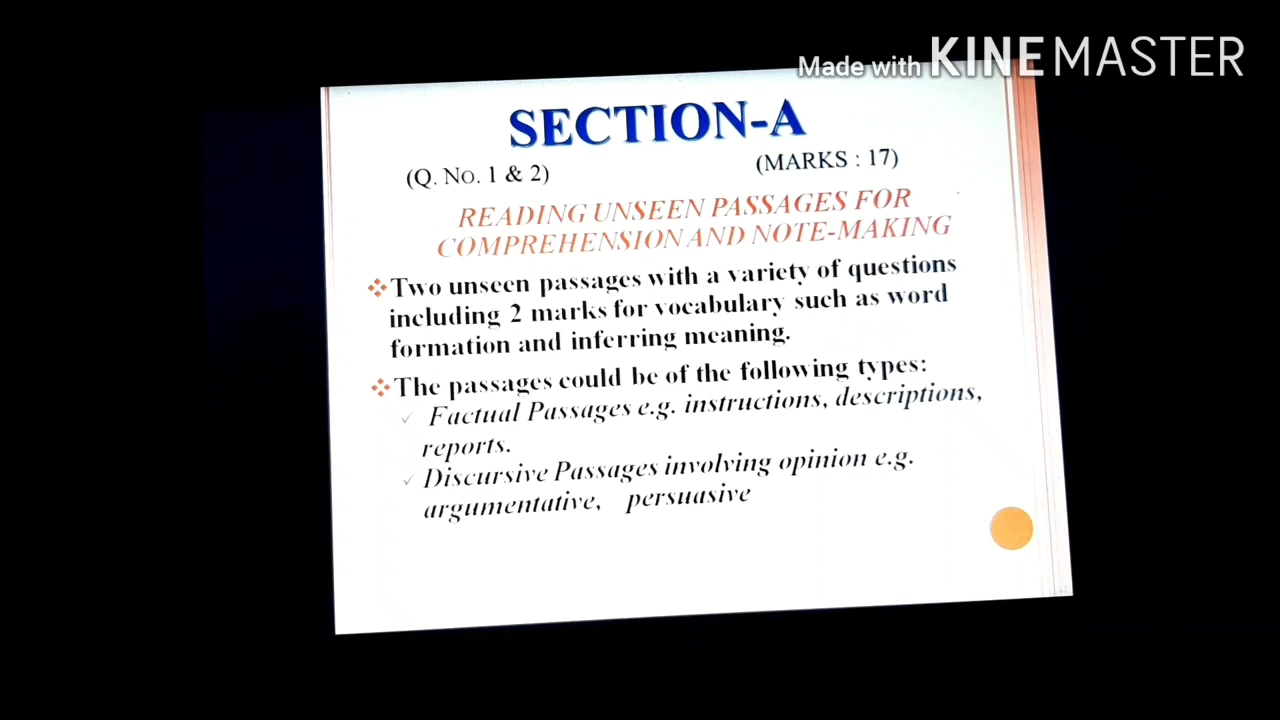 Made with KINEMASTER
SECTION-A
(Q. No. 1 & 2) (MARKS : 17)
READING UNSEEN PASSAGES FOR
COMPREHENSION AND NOTE-MAKING
Two unseen passages with a variety of questions
including 2 marks for vocabulary such as word
formation and inferring meaning.
The passages could be of the following types:
Factual Passages e.g. instructions, descriptions,
reports.
Discursive Passages involving opinion e.g.
argumentative, persuasive